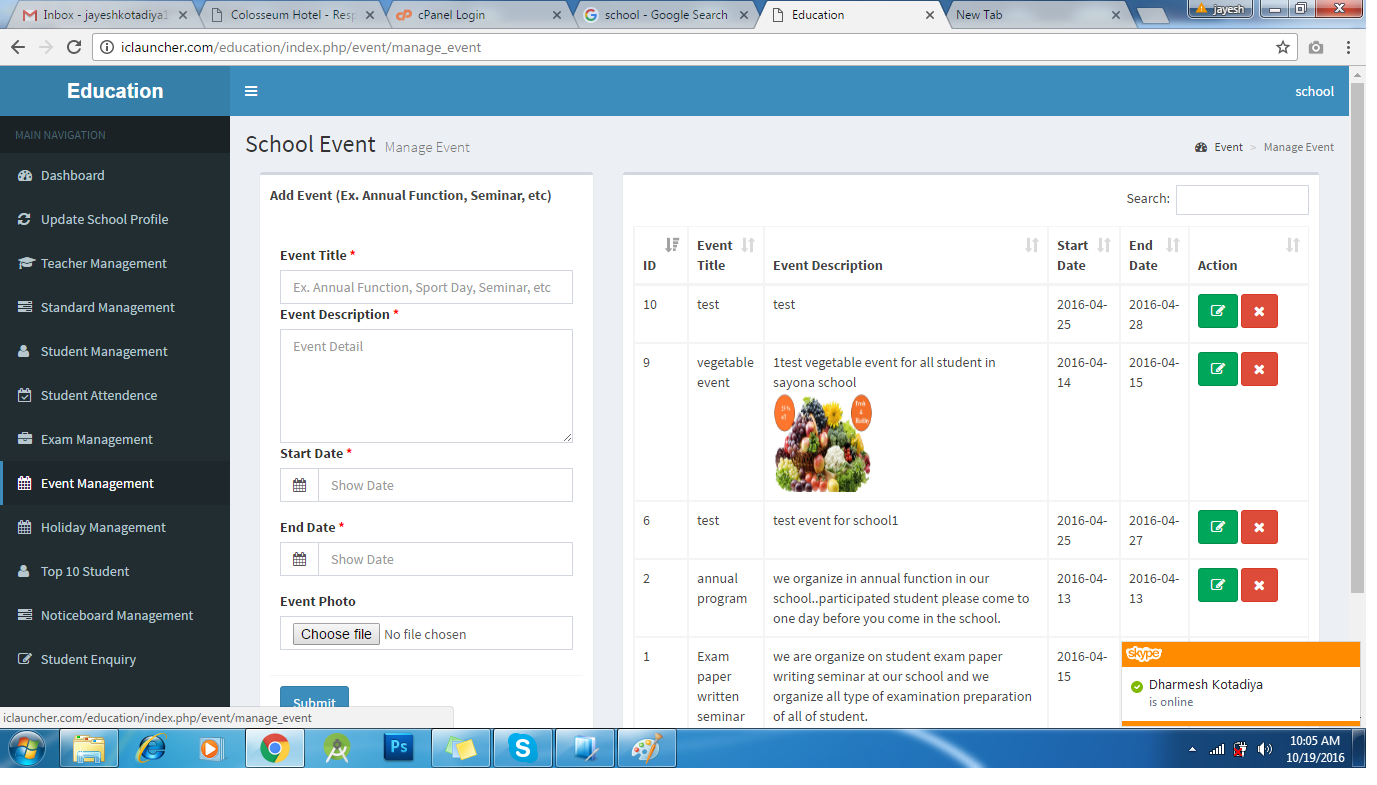 Inbox - jayeshkotadiya1
Colosseum Hotel - Resp
cPanel Login
school - Google Search
Education
New Tab
jayesh
iclauncher.com/education/index.php/event/manage_event
Education
school
MAIN NAVIGATION
Dashboard
Update School Profile
Teacher Management
Standard Management
Student Management
Student Attendence
Exam Management
Event Management
Holiday Management
Top 10 Student
Noticeboard Management
Student Enquiry
School Event Manage Event
Event > Manage Event
Add Event (Ex. Annual Function, Seminar, etc)
Event Title *
Ex. Annual Function, Sport Day, Seminar, etc
Event Description *
Event Detail
Start Date *
Show Date
End Date *
Show Date
Event Photo
Choose file No file chosen
Submit
Search:
ID
Event
Title
Event Description
Start
Date
End
Date
Action
10
test
test
2016-04-
25
2016-04-
28
9
vegetable
event
1test vegetable event for all student in
sayona school
2016-04-
14
2016-04-
15
6
test
test event for school1
2016-04-
25
2016-04-
27
2
annual
program
we organize in annual function in our
school..participated student please come to
one day before you come in the school.
2016-04-
13
2016-04-
13
1
Exam
paper
written
seminar
we are organize on student exam paper
writing seminar at our school and we
organize all type of examination preparation
of all of student.
2016-04-
15
skype
Dharmesh Kotadiya
is online
iclauncher.com/education/index.php/event/manage_event
Ps
10:05 AM
10/19/2016